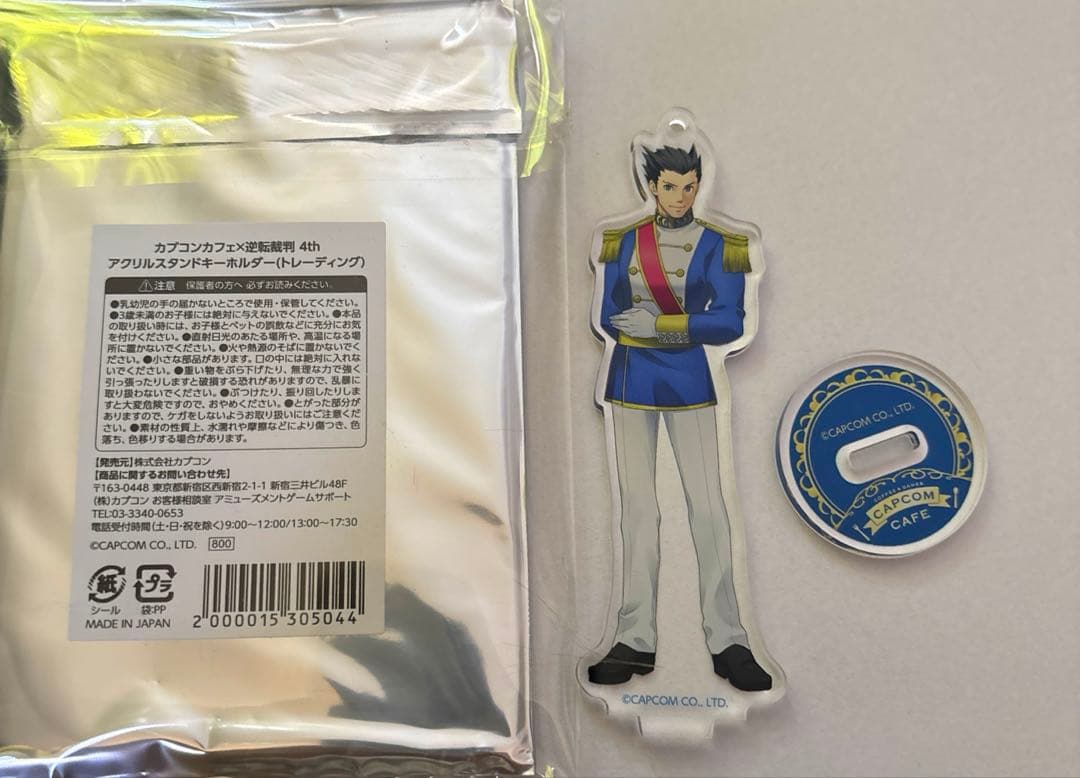 カプコンカフェ×逆転裁判 4th
アクリルスタンドキーホルダー(トレーディング)
⚠注意 保護者の方へ 必ずお読みください。
●乳幼児の手の届かないところで使用・保管してください。
●3歳未満のお子様には絶対に与えないでください。●本品
の取り扱い時には、お子様とペットの誤飲などに充分にお気
を付けください。●直射日光のあたる場所や、高温になる場
所に置かないでください。●火や熱源のそばに置かないでく
ださい。●小さな部品があります。口の中には絶対に入れな
いでください。●重い物をぶら下げたり、無理な力で強く
引っ張ったりしますと破損する恐れがありますので、乱暴に
取り扱わないでください。●ぶつけたり、振り回したりしま
すと大変危険ですので、おやめください。●とがった部分が
ありますので、ケガをしないようお取り扱いにはご注意くだ
さい。●素材の性質上、水濡れや摩擦などにより傷つき、色
落ち、色移りする場合があります。
【発売元】株式会社カプコン
【商品に関するお問い合わせ先】
〒163-0448 東京都新宿区西新宿2-1-1 新宿三井ビル48F
(株)カプコン お客様相談室 アミューズメントゲームサポート
TEL:03-3340-0653
電話受付時間(土・日・祝を除く)9:00～12:00/13:00～17:30
©CAPCOM CO., LTD. 800
紙 プラ
シール 袋:PP
MADE IN JAPAN
2 000015 305044
©CAPCOM CO., LTD.
©CAPCOM CO., LTD.
COFFEE & GAMES
CAPCOM
CAFE